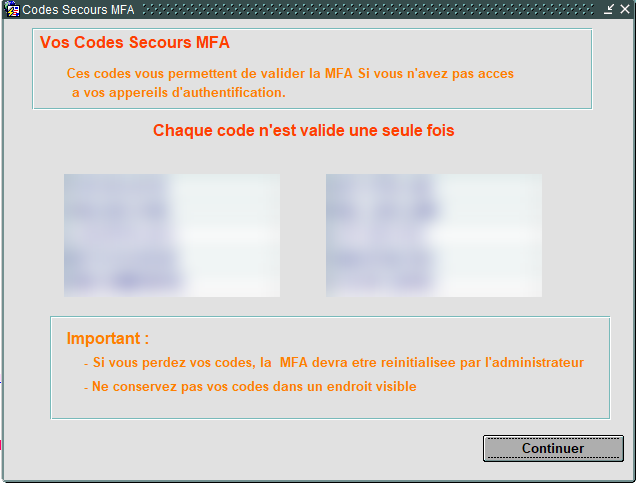 Codes Secours MFA
Vos Codes Secours MFA
Ces codes vous permettent de valider la MFA Si vous n'avez pas acces
a vos appereils d'authentification.
Chaque code n'est valide une seule fois
Important :
- Si vous perdez vos codes, la  MFA devra etre reinitialisee par l'administrateur
- Ne conservez pas vos codes dans un endroit visible
Continuer